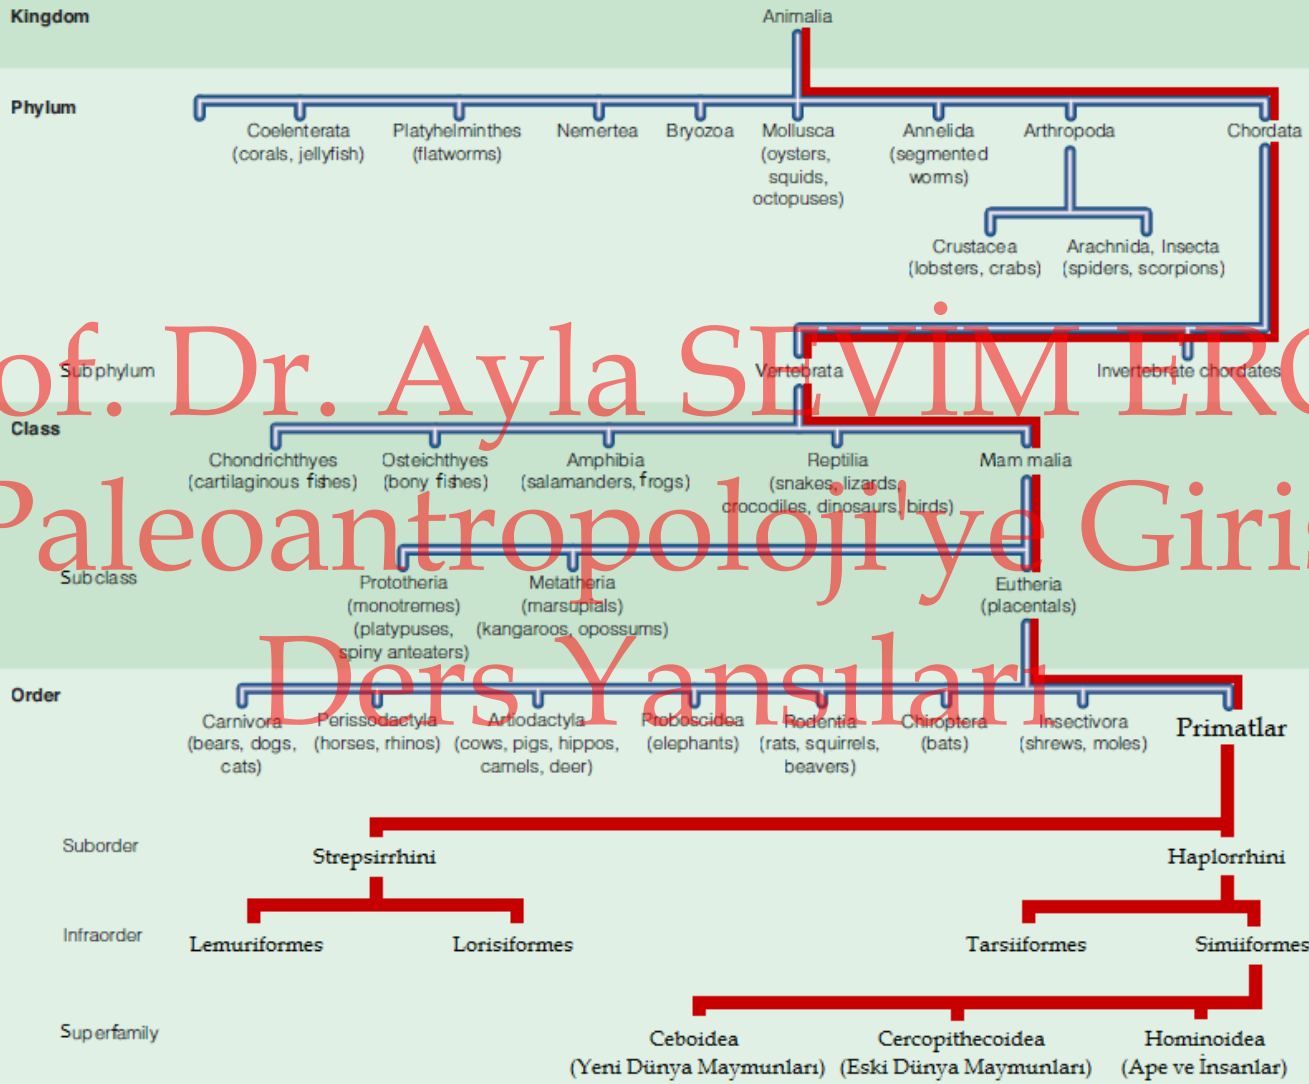 Kingdom
Animalia
Phylum
Coelenterata
(corals, jellyfish)
Platyhelminthes
(flatworms)
Nemertea
Bryozoa
Mollusca
(oysters,
squids,
octopuses)
Annelida
(segmented
worms)
Arthropoda
Chordata
Crustacea
(lobsters, crabs)
Arachnida, Insecta
(spiders, scorpions)
of. Dr. Ayla SEVİM ERO
Subphylum
Vertebrata
Invertebrate chordates
Class
Chondrichthyes
(cartilaginous fishes)
Osteichthyes
(bony fishes)
Amphibia
(salamanders, frogs)
Reptilia
(snakes, lizards,
crocodiles, dinosaurs, birds)
Mammalia
Paleoantropoloji'ye Giris
Subclass
Prototheria
(monotremes)
(platypuses,
spiny anteaters)
Metatheria
(marsupials)
(kangaroos, opossums)
Eutheria
(placentals)
Ders Yansıları
Order
Carnivora
(bears, dogs,
cats)
Perissodactyla
(horses, rhinos)
Artiodactyla
(cows, pigs, hippos,
camels, deer)
Proboscidea
(elephants)
Rodentia
(rats, squirrels,
beavers)
Chiroptera
(bats)
Insectivora
(shrews, moles)
Primatlar
Suborder
Strepsirrhini
Haplorrhini
Infraorder
Lemuriformes
Lorisiformes
Tarsiiformes
Simiiformes
Superfamily
Ceboidea
(Yeni Dünya Maymunları)
Cercopithecoidea
(Eski Dünya Maymunları)
Hominoidea
(Ape ve İnsanlar)